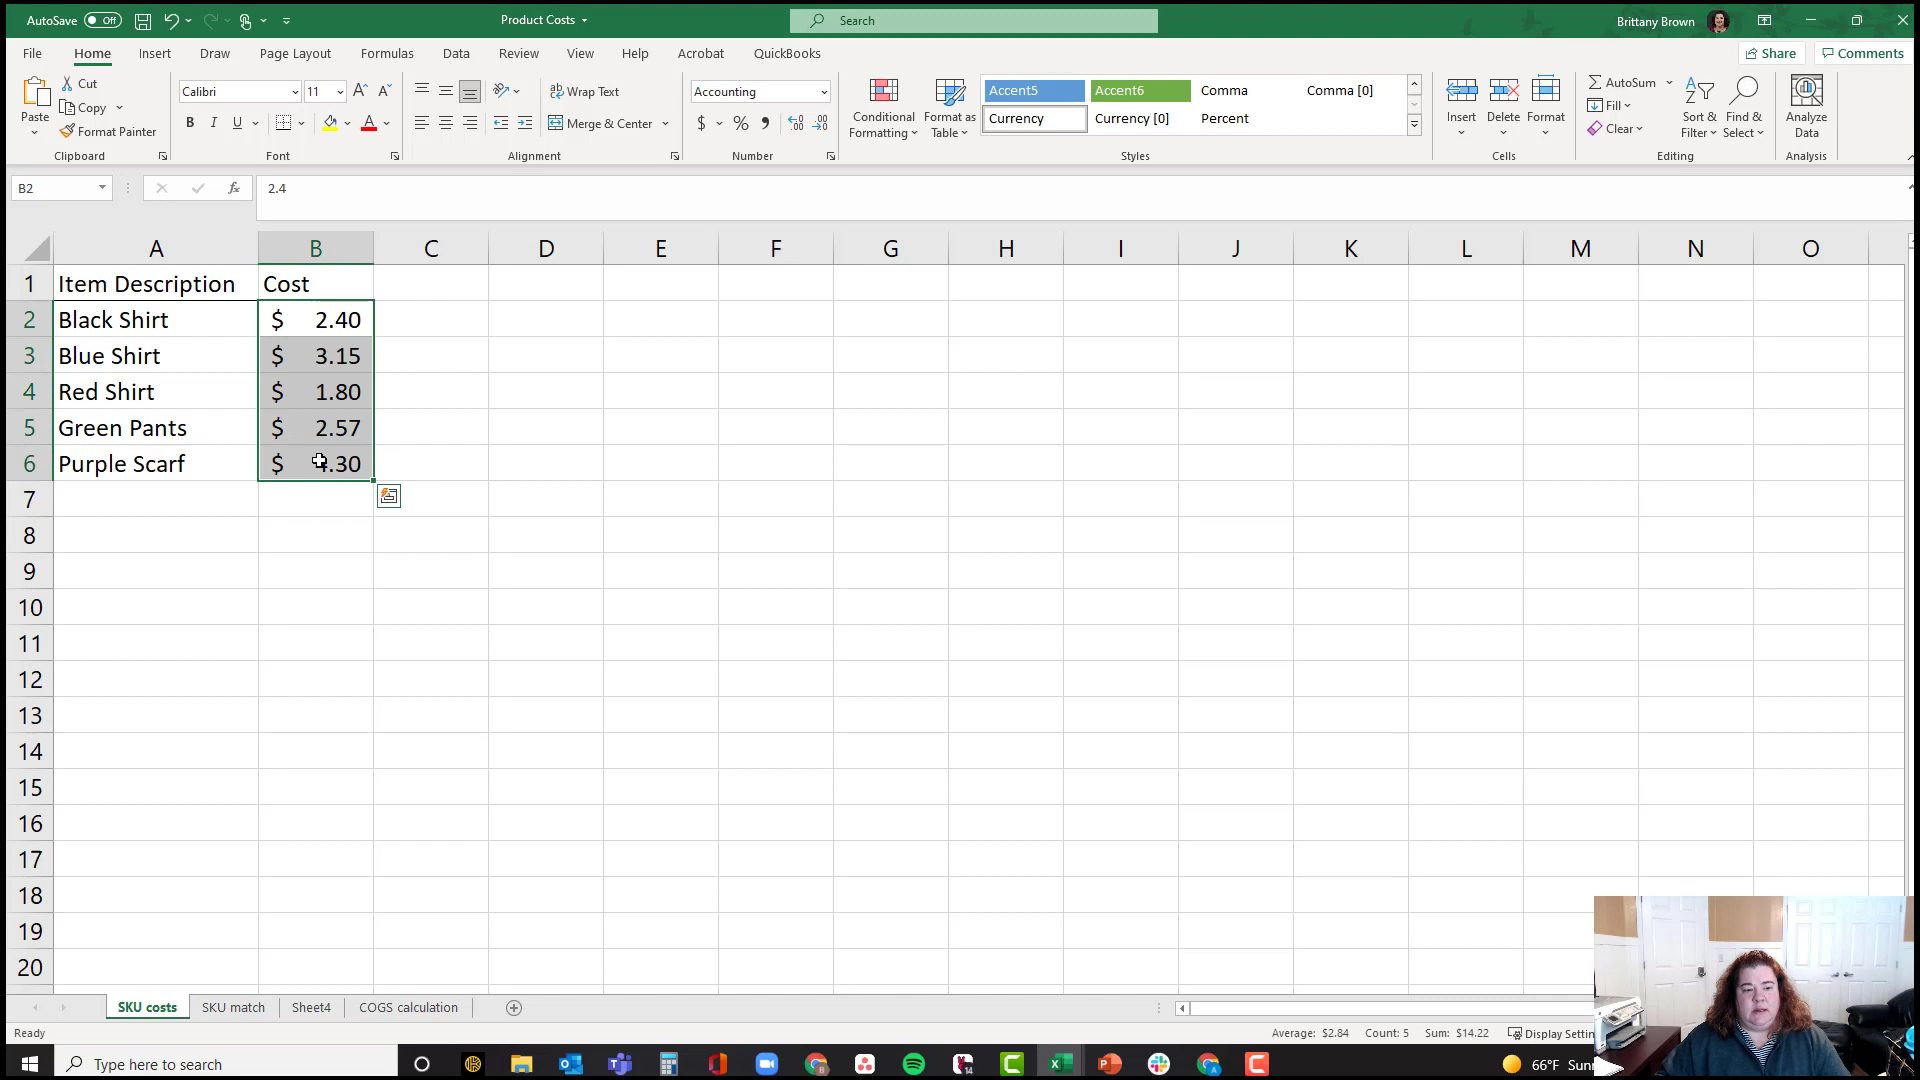 AutoSave Off Product Costs Search Brittany Brown
File Home Insert Draw Page Layout Formulas Data Review View Help Acrobat QuickBooks Share Comments
Paste Cut Copy Format Painter Clipboard
Calibri 11 B I U A Font
ab Wrap Text Merge & Center Alignment
Accounting $ % Number
Conditional Formatting Format as Table Accent5 Accent6 Comma Comma [0] Currency Currency [0] Percent Styles
Insert Delete Format Cells
AutoSum Fill Clear Sort & Filter Find & Select Editing
Analyze Data Analysis
B2 fx 2.4
A B C D E F G H I J K L M N O
1 Item Description Cost
2 Black Shirt $ 2.40
3 Blue Shirt $ 3.15
4 Red Shirt $ 1.80
5 Green Pants $ 2.57
6 Purple Scarf $ .30
7
8
9
10
11
12
13
14
15
16
17
18
19
20
SKU costs SKU match Sheet4 COGS calculation
Ready Average: $2.84 Count: 5 Sum: $14.22 Display
Type here to search 66°F